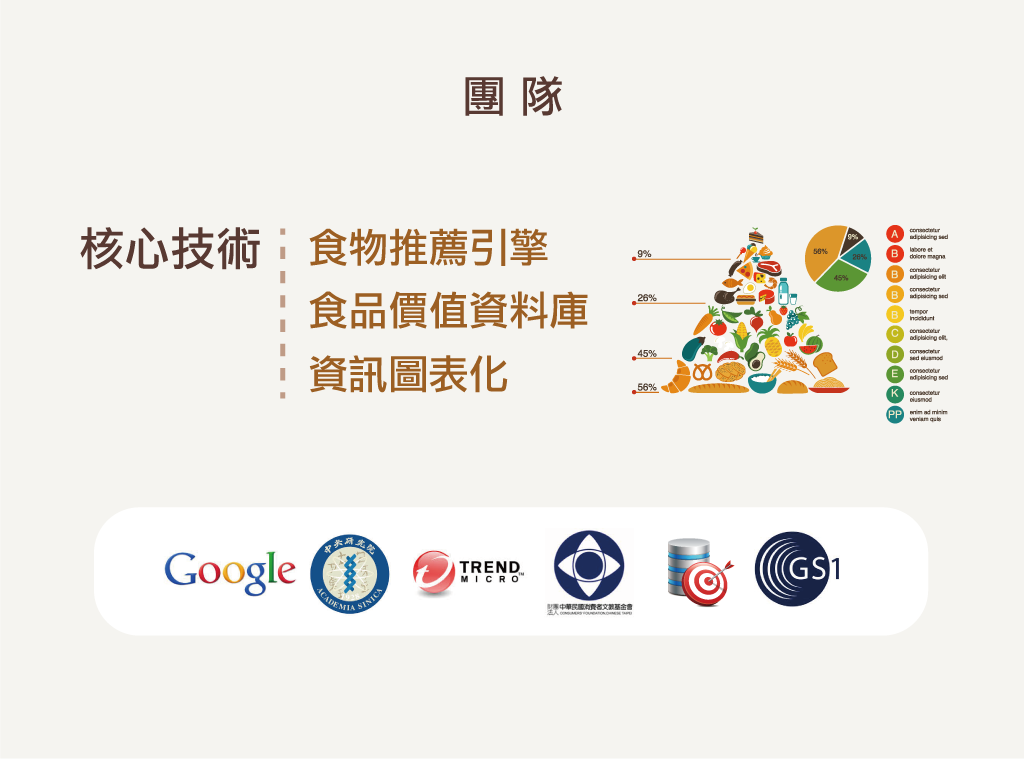 團 隊
核心技術
食物推薦引擎
食品價值資料庫
資訊圖表化
9%
26%
45%
56%
56%
9%
26%
45%
A
consectetur
adipisicing sed
B
labore et
dolore magna
B
consectetur
adipisicing elit
B
consectetur
adipisicing sed
B
tempor
incididunt
C
consectetur
adipisicing elit,
D
consectetur
sed eiusmod
E
consectetur
adipisicing sed
K
consectetur
eiusmod
PP
enim ad minim
veniam quis
Google
中央研究院
ACADEMIA SINICA
TREND
MICRO™
財團法人 中華民國消費者文教基金會
CONSUMERS' FOUNDATION, CHINESE TAIPEI
GS1